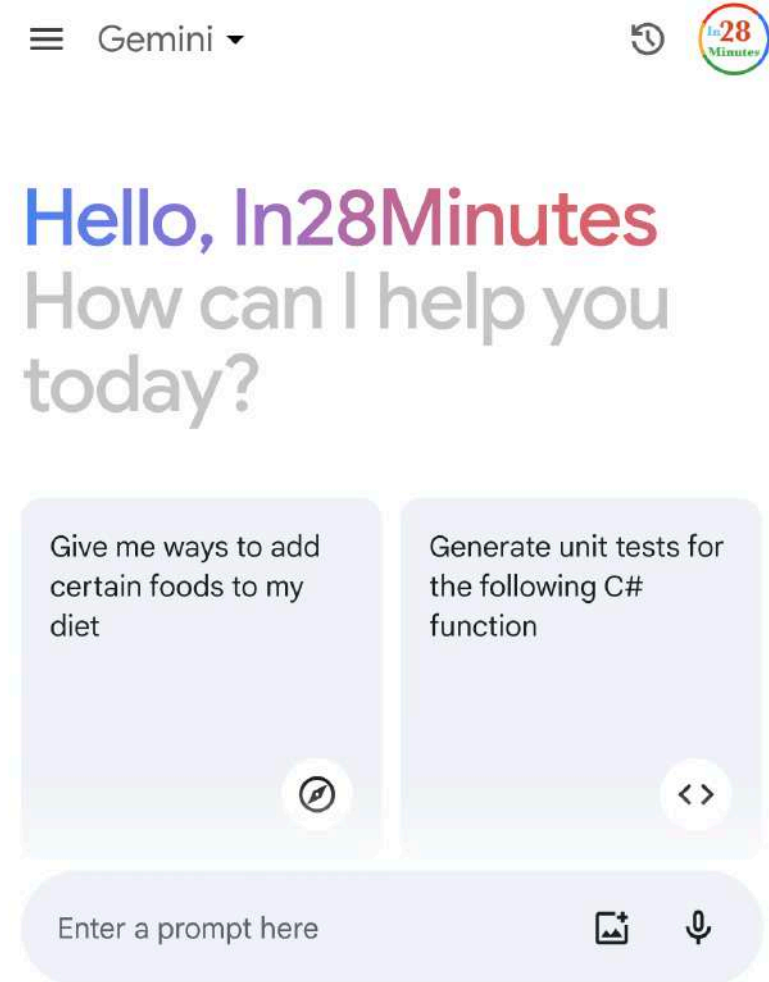 Gemini
In28
Minutes
Hello, In28Minutes
How can I help you
today?
Give me ways to add
certain foods to my
diet
Generate unit tests for
the following C#
function
Enter a prompt here